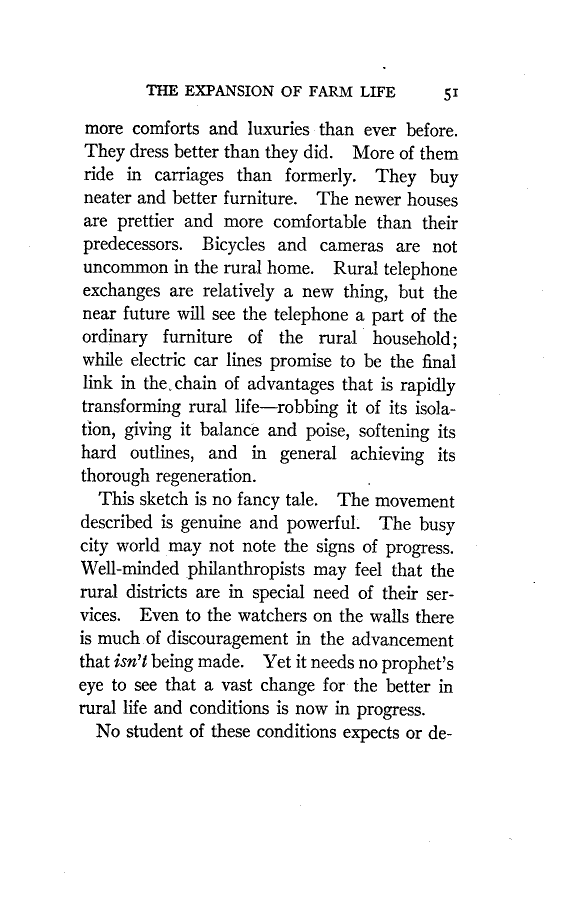 THE EXPANSION OF FARM LIFE 51
more comforts and luxuries than ever before.
They dress better than they did. More of them
ride in carriages than formerly. They buy
neater and better furniture. The newer houses
are prettier and more comfortable than their
predecessors. Bicycles and cameras are not
uncommon in the rural home. Rural telephone
exchanges are relatively a new thing, but the
near future will see the telephone a part of the
ordinary furniture of the rural household;
while electric car lines promise to be the final
link in the chain of advantages that is rapidly
transforming rural life—robbing it of its isola-
tion, giving it balance and poise, softening its
hard outlines, and in general achieving its
thorough regeneration.
This sketch is no fancy tale. The movement
described is genuine and powerful. The busy
city world may not note the signs of progress.
Well-minded philanthropists may feel that the
rural districts are in special need of their ser-
vices. Even to the watchers on the walls there
is much of discouragement in the advancement
that isn't being made. Yet it needs no prophet's
eye to see that a vast change for the better in
rural life and conditions is now in progress.
No student of these conditions expects or de-